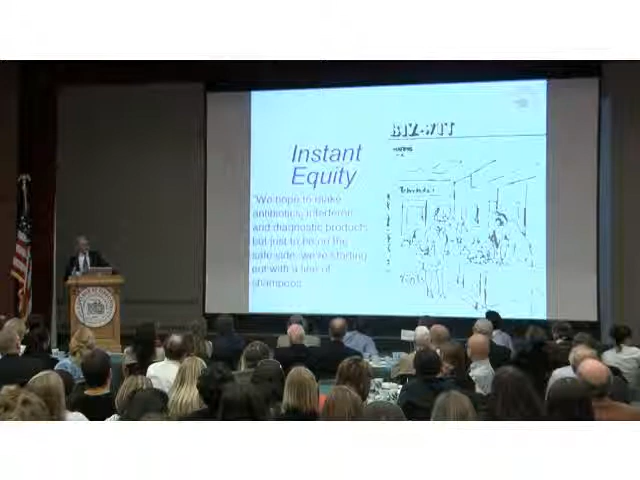 BIZ-WIT
Instant
Equity
"We hope to make
antibiotics, interferon
and diagnostic products
but just to be on the
safe side, we're starting
out with a line of
shampoos